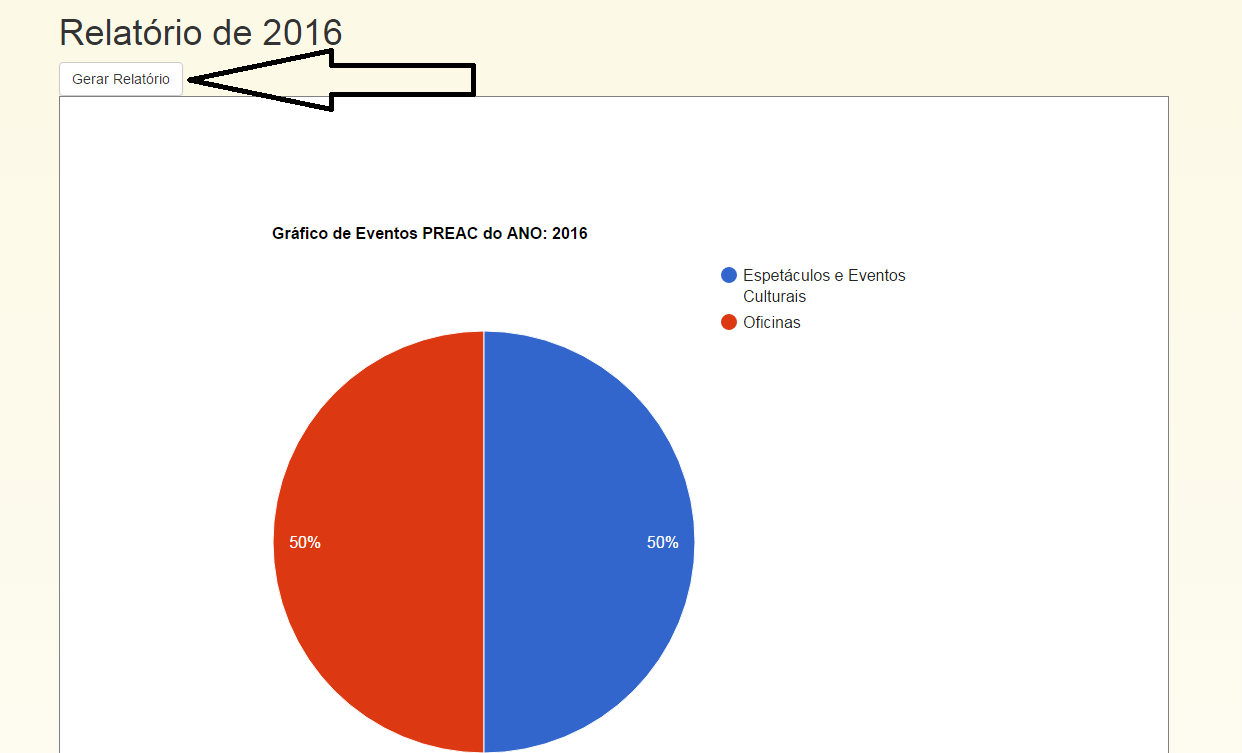 Relatório de 2016
Gerar Relatório
Gráfico de Eventos PREAC do ANO: 2016
Espetáculos e Eventos
Culturais
Oficinas
50%
50%